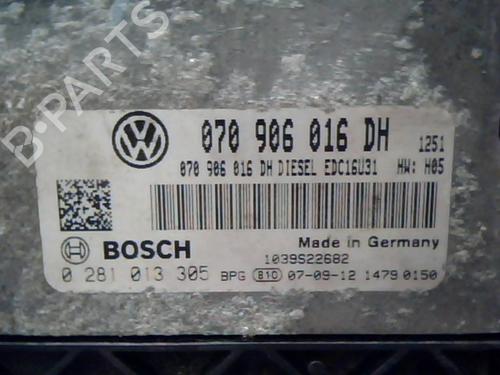 B-PARTS
070 906 016 DH 1251
070 906 016 DH DIESEL EDC16U31 HW: H05
BOSCH Made in Germany
1039S22682
0 281 013 305 BPG B10 07-09-12 1479 0150